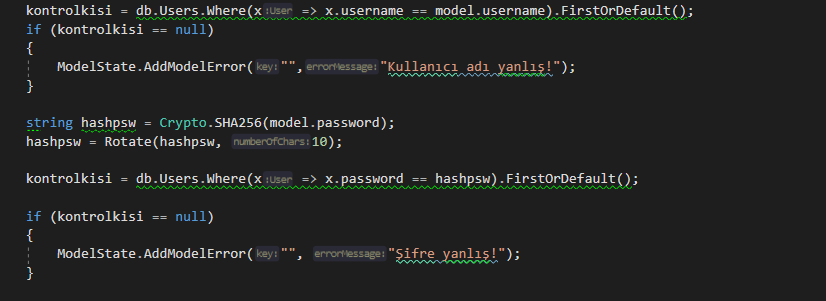 kontrolkisi = db.Users.Where(x :User => x.username == model.username).FirstOrDefault();
if (kontrolkisi == null)
{
ModelState.AddModelError( key: "", errorMessage: "Kullanıcı adı yanlış!");
}
string hashpsw = Crypto.SHA256(model.password);
hashpsw = Rotate(hashpsw, numberOfChars: 10);
kontrolkisi = db.Users.Where(x :User => x.password == hashpsw).FirstOrDefault();
if (kontrolkisi == null)
{
ModelState.AddModelError( key: "", errorMessage: "Şifre yanlış!");
}